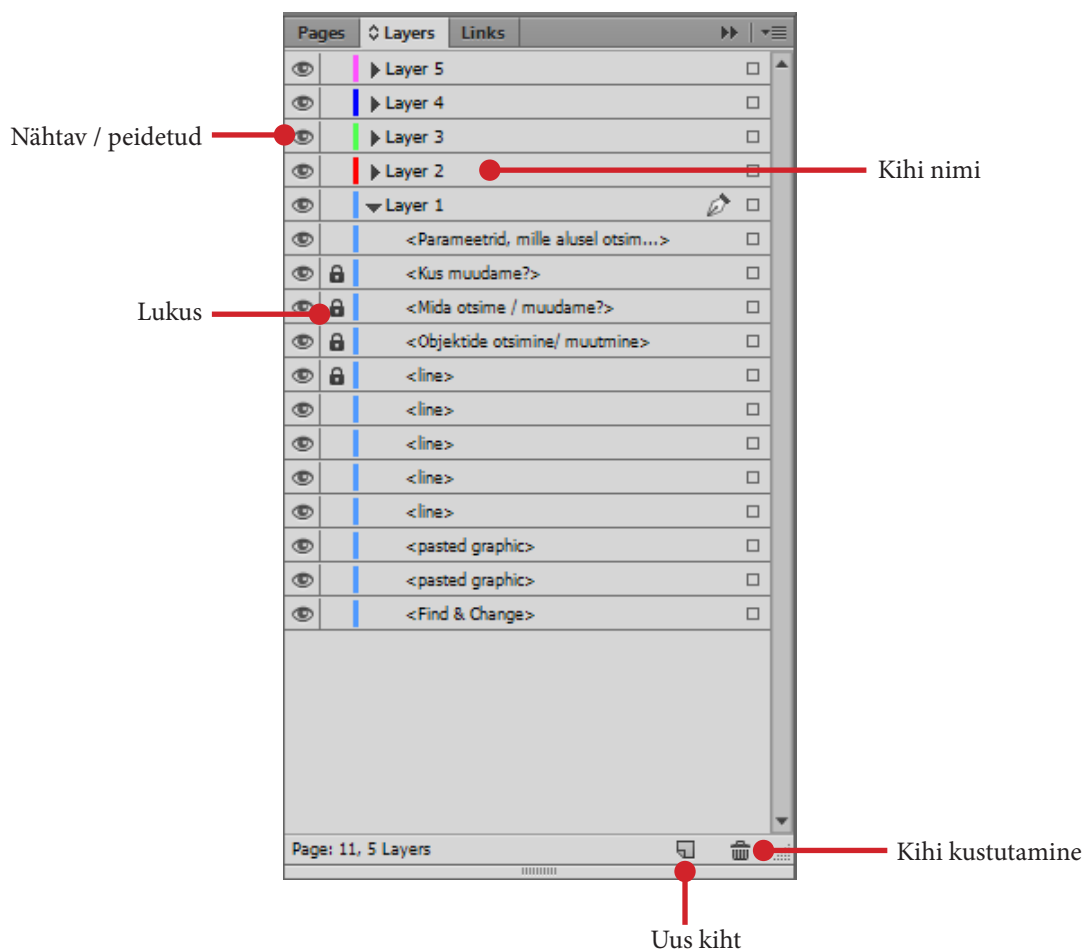 Pages Layers Links
Layer 5
Layer 4
Nähtav / peidetud
Layer 3
Layer 2
Kihi nimi
Layer 1
<Parameetrid, mille alusel otsim...>
<Kus muudame?>
Lukus
<Mida otsime / muudame?>
<Objektide otsimine/ muutmine>
<line>
<line>
<line>
<line>
<line>
<pasted graphic>
<pasted graphic>
<Find & Change>
Page: 11, 5 Layers
Kihi kustutamine
Uus kiht